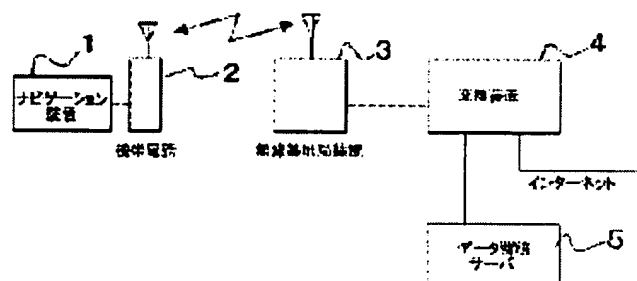 1
2
3
4
ナビゲーション
装置
携帯電話
無線基地局装置
交換装置
インターネット
データ配信
サーバ
5